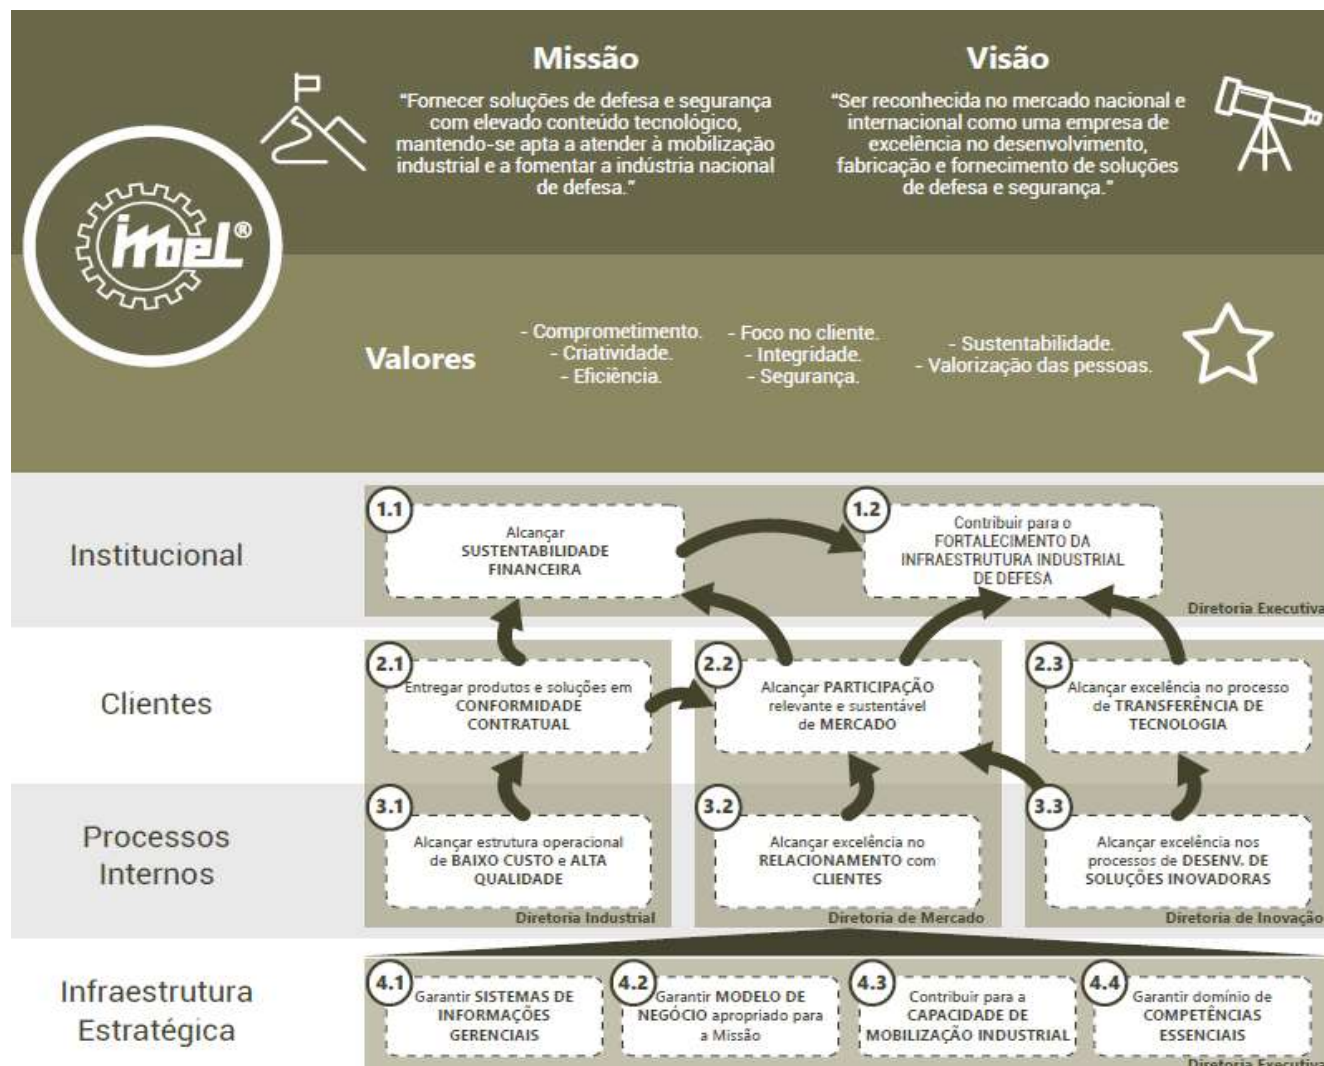 Missão
"Fornecer soluções de defesa e segurança
com elevado conteúdo tecnológico,
mantendo-se apta a atender à mobilização
industrial e a fomentar a indústria nacional
de defesa."
Visão
"Ser reconhecida no mercado nacional e
internacional como uma empresa de
excelência no desenvolvimento,
fabricação e fornecimento de soluções
de defesa e segurança."
imbel®
Valores
- Comprometimento.
- Criatividade.
- Eficiência.
- Foco no cliente.
- Integridade.
- Segurança.
- Sustentabilidade.
- Valorização das pessoas.
Institucional
1.1
Alcançar
SUSTENTABILIDADE
FINANCEIRA
1.2
Contribuir para o
FORTALECIMENTO DA
INFRAESTRUTURA INDUSTRIAL
DE DEFESA
Diretoria Executiva
Clientes
2.1
Entregar produtos e soluções em
CONFORMIDADE
CONTRATUAL
2.2
Alcançar PARTICIPAÇÃO
relevante e sustentável
de MERCADO
2.3
Alcançar excelência no processo
de TRANSFERÊNCIA DE
TECNOLOGIA
Processos
Internos
3.1
Alcançar estrutura operacional
de BAIXO CUSTO e ALTA
QUALIDADE
Diretoria Industrial
3.2
Alcançar excelência no
RELACIONAMENTO com
CLIENTES
Diretoria de Mercado
3.3
Alcançar excelência nos
processos de DESENV. DE
SOLUÇÕES INOVADORAS
Diretoria de Inovação
Infraestrutura
Estratégica
4.1
Garantir SISTEMAS DE
INFORMAÇÕES
GERENCIAIS
4.2
Garantir MODELO DE
NEGÓCIO apropriado para
a Missão
4.3
Contribuir para a
CAPACIDADE DE
MOBILIZAÇÃO INDUSTRIAL
4.4
Garantir domínio de
COMPETÊNCIAS
ESSENCIAIS
Diretoria Executiva